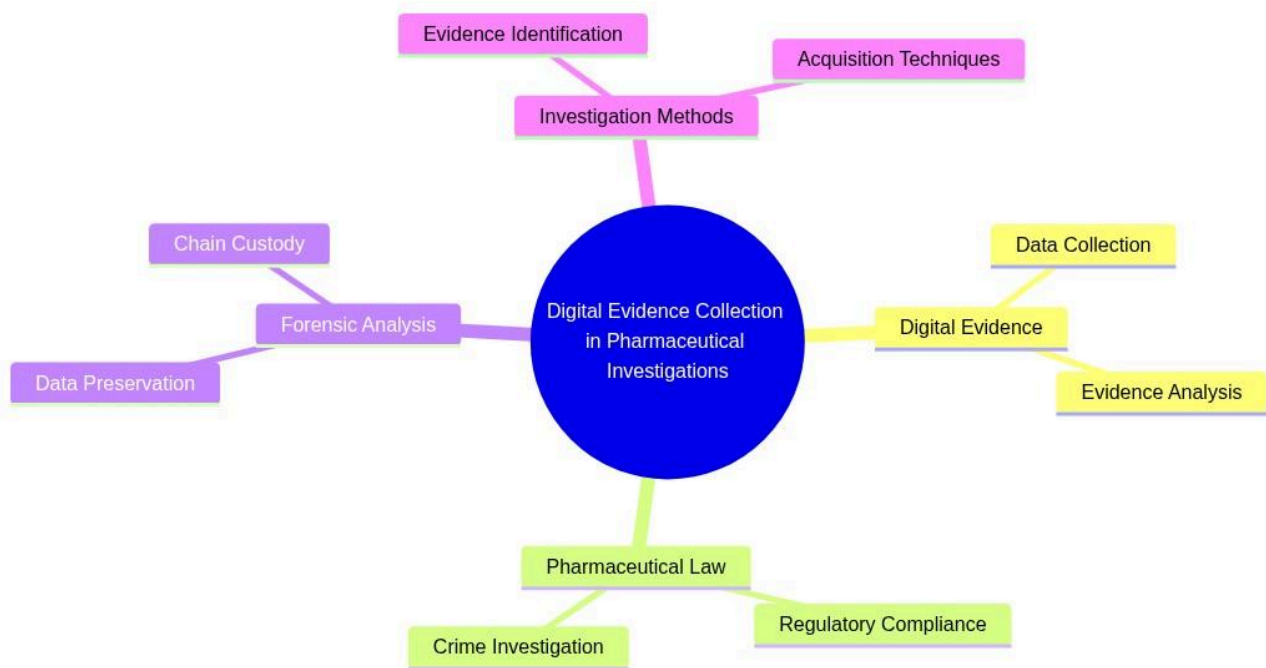 Evidence Identification
Acquisition Techniques
Investigation Methods
Chain Custody
Data Collection
Forensic Analysis
Digital Evidence Collection
in Pharmaceutical
Investigations
Digital Evidence
Data Preservation
Evidence Analysis
Pharmaceutical Law
Regulatory Compliance
Crime Investigation